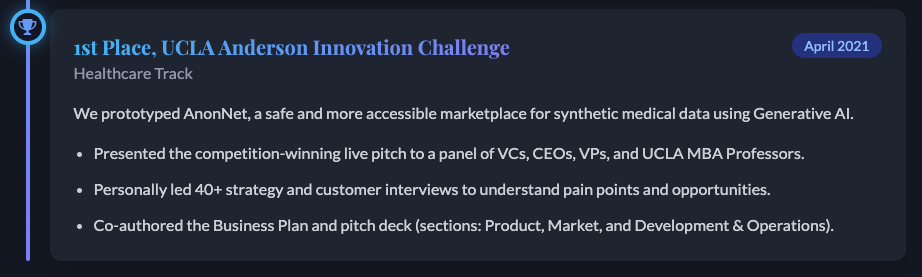 1st Place, UCLA Anderson Innovation Challenge
April 2021
Healthcare Track
We prototyped AnonNet, a safe and more accessible marketplace for synthetic medical data using Generative AI.
• Presented the competition-winning live pitch to a panel of VCs, CEOs, VPs, and UCLA MBA Professors.
• Personally led 40+ strategy and customer interviews to understand pain points and opportunities.
• Co-authored the Business Plan and pitch deck (sections: Product, Market, and Development & Operations).